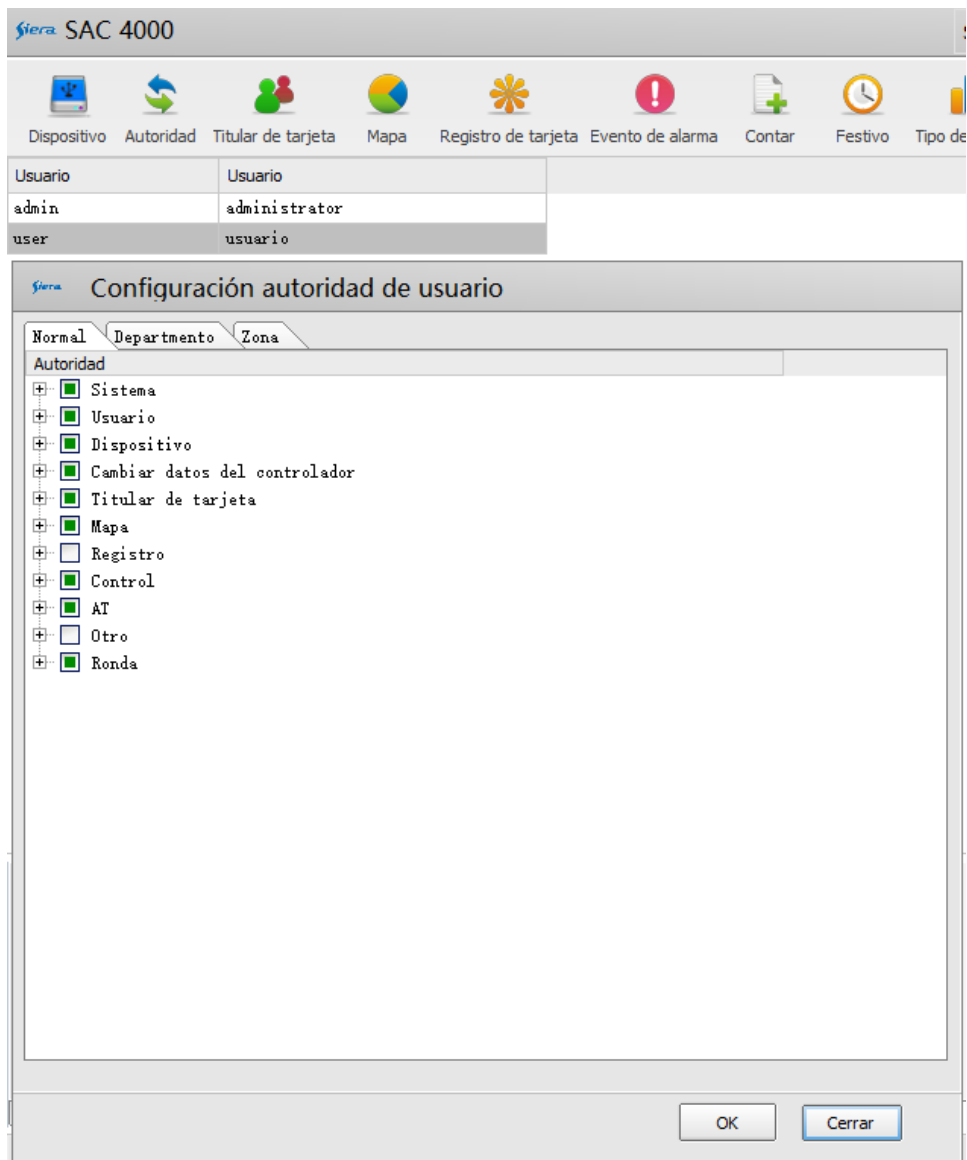 Siera SAC 4000
Dispositivo Autoridad Titular de tarjeta Mapa Registro de tarjeta Evento de alarma Contar Festivo Tipo de
Usuario Usuario
admin administrator
user usuario
Siera Configuración autoridad de usuario
Normal Departmento Zona
Autoridad
Sistema
Usuario
Dispositivo
Cambiar datos del controlador
Titular de tarjeta
Mapa
Registro
Control
AT
Otro
Ronda
OK Cerrar